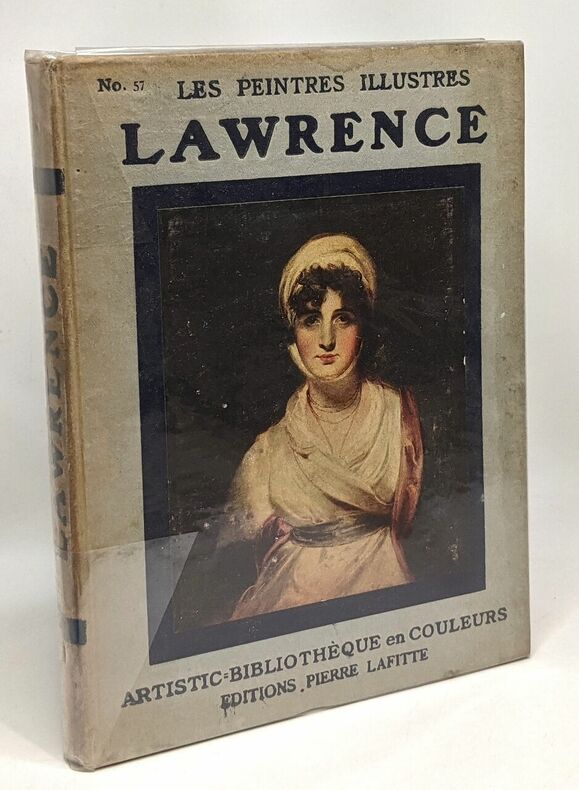 No. 57 LES PEINTRES ILLUSTRES
LAWRENCE
ARTISTIC=BIBLIOTHÈQUE en COULEURS
EDITIONS PIERRE LAFITTE
LAWRENCE